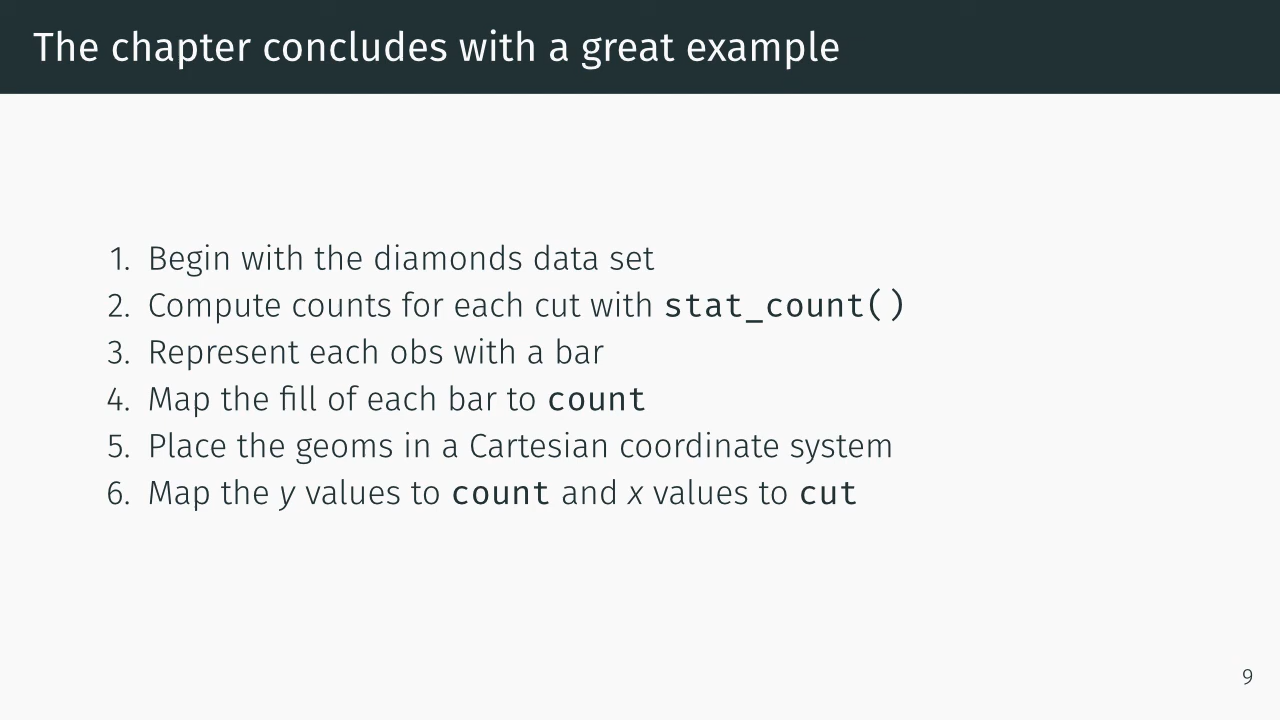 The chapter concludes with a great example
1. Begin with the diamonds data set
2. Compute counts for each cut with stat_count()
3. Represent each obs with a bar
4. Map the fill of each bar to count
5. Place the geoms in a Cartesian coordinate system
6. Map the y values to count and x values to cut
9